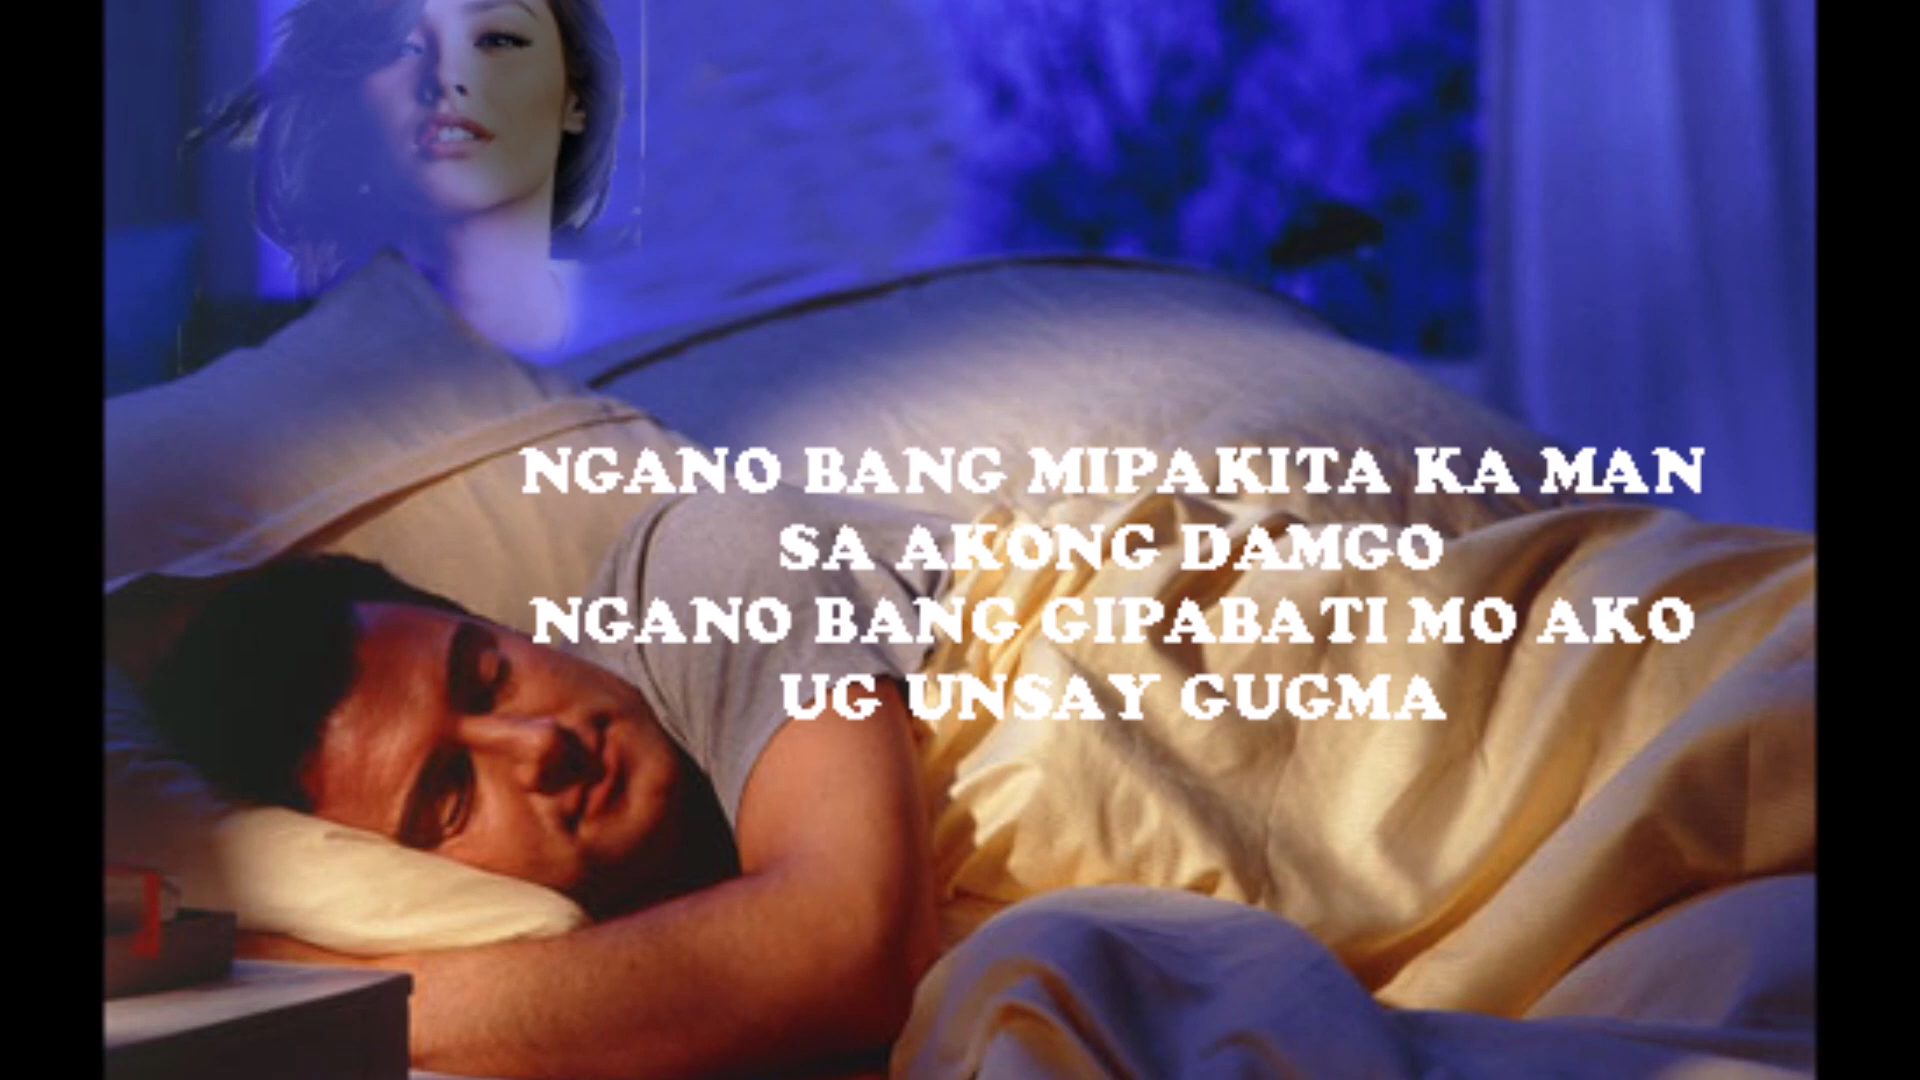 NGANO BANG MIPAKITA KA MAN
SA AKONG DAMGO
NGANO BANG GIPABATI MO AKO
UG UNSAY GUGMA